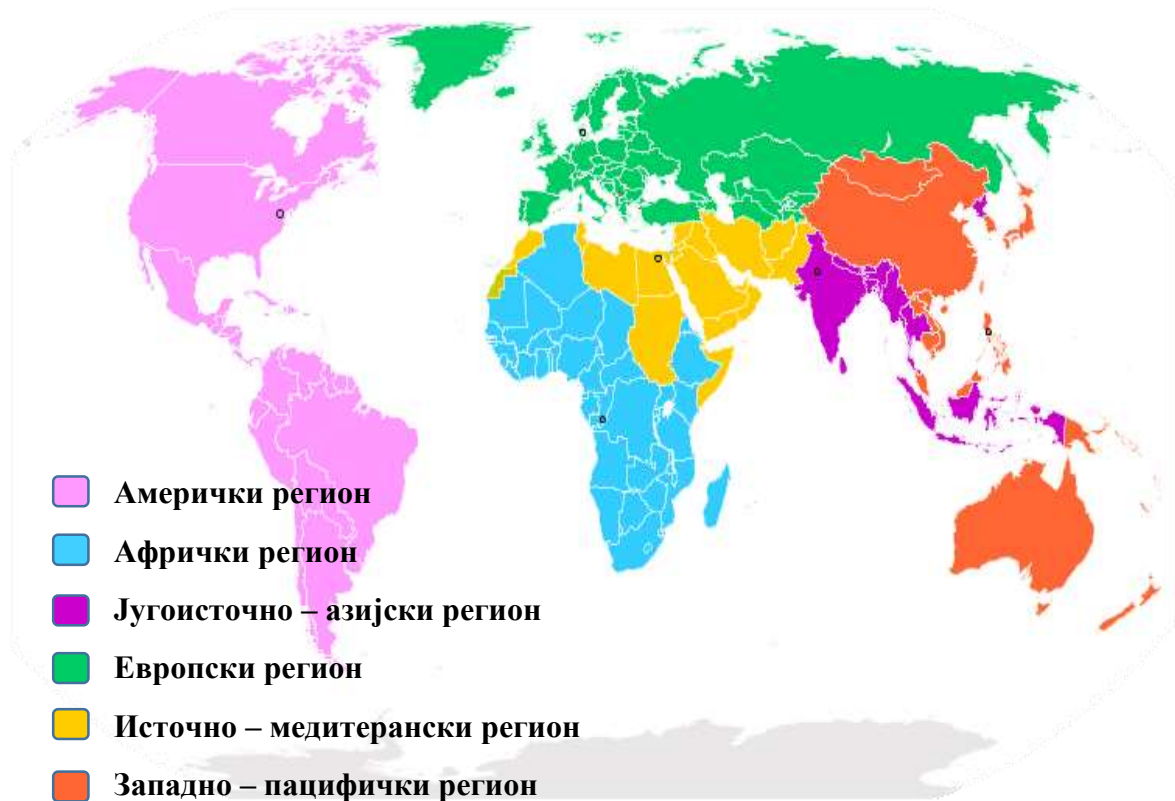 Амерички регион
Афрички регион
Југоисточно – азијски регион
Европски регион
Источно – медитерански регион
Западно – пацифички регион